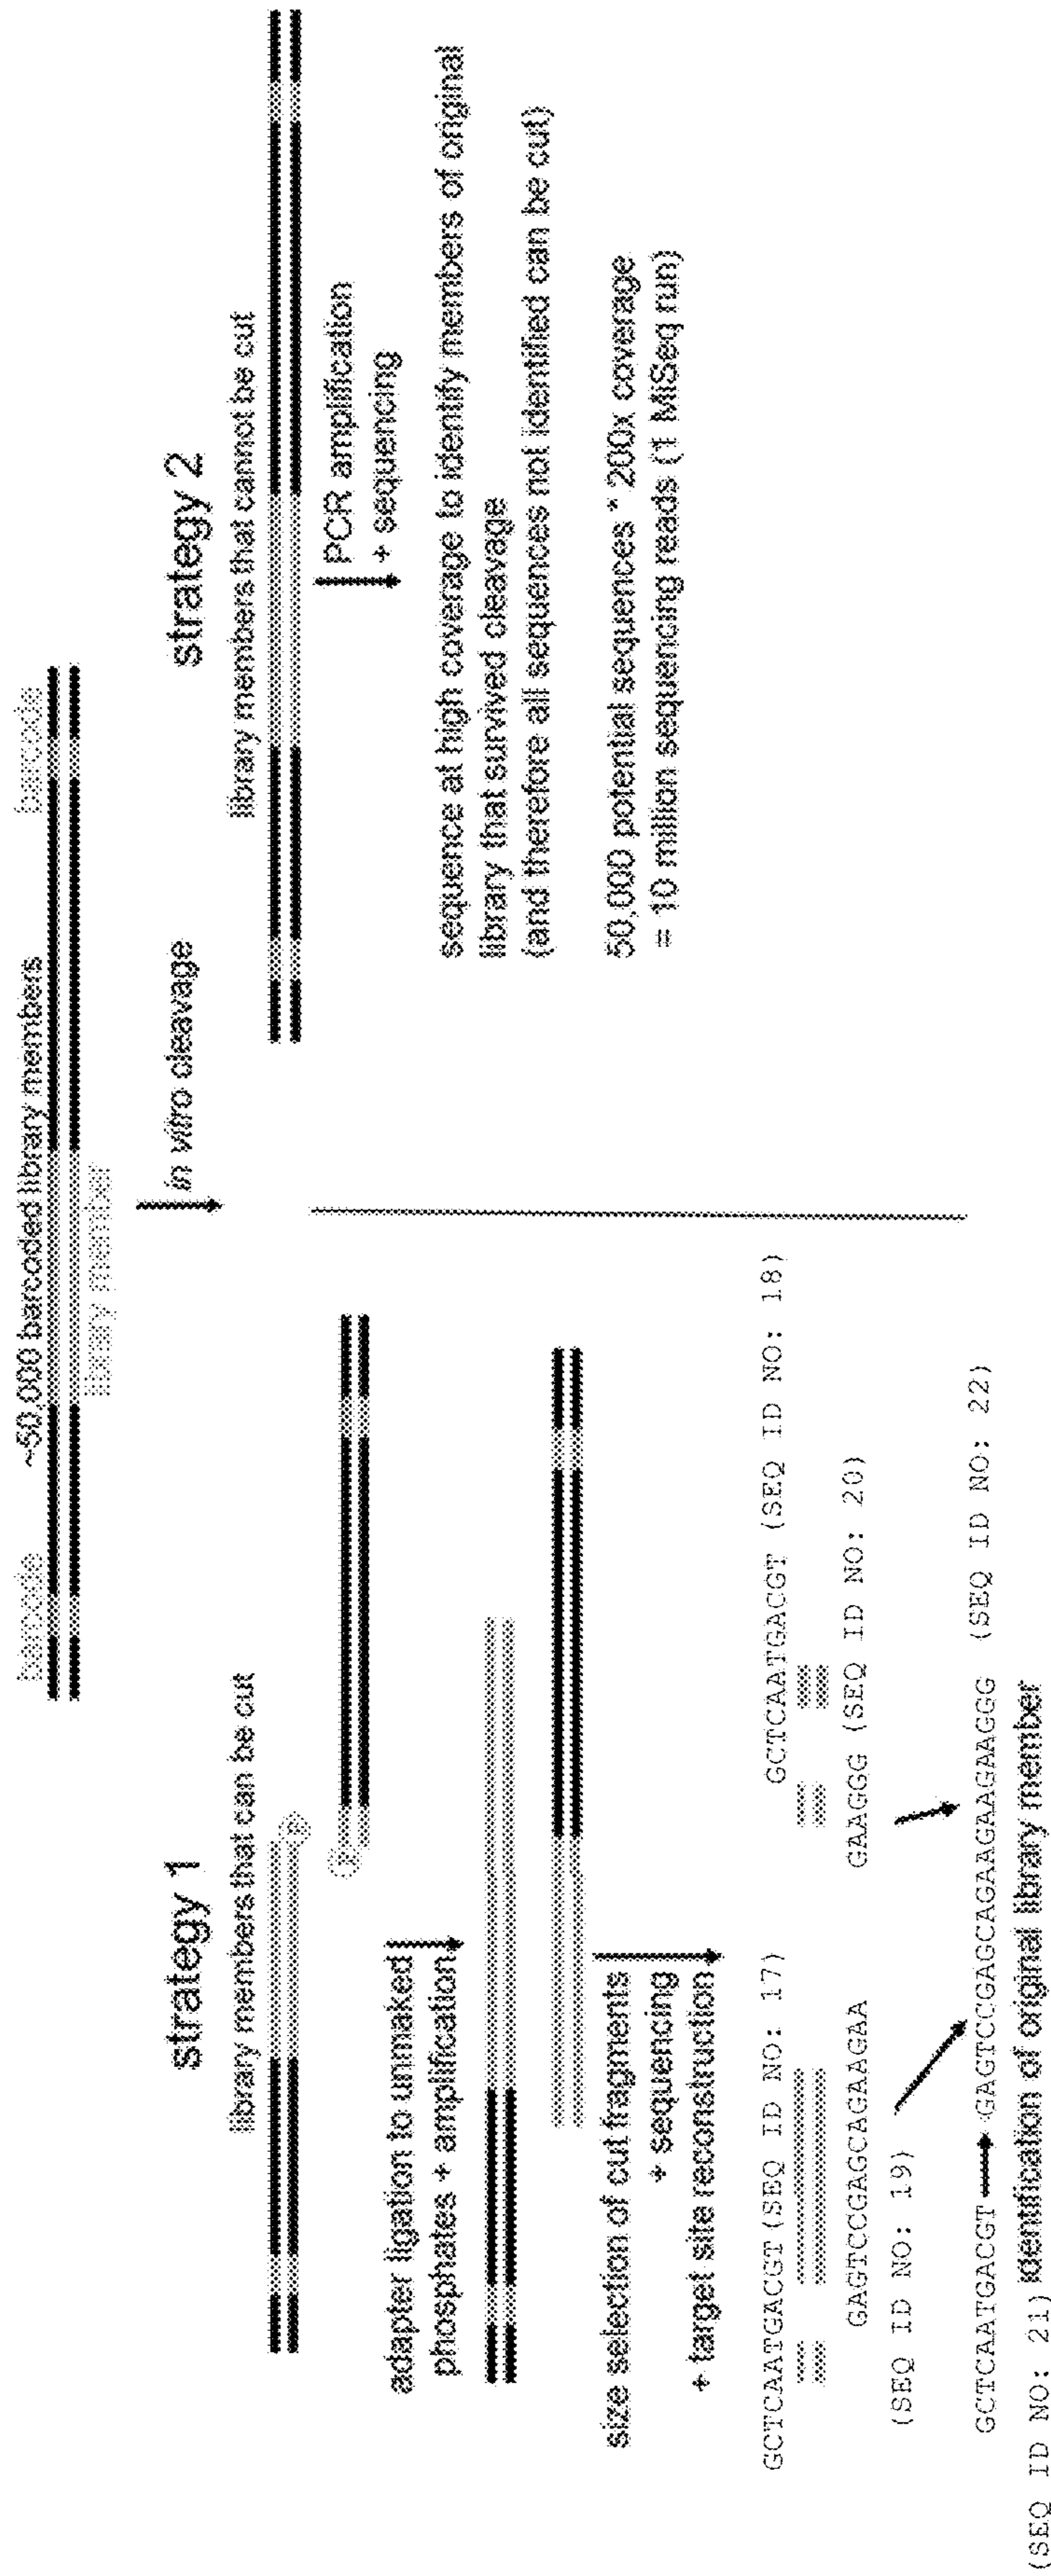 ~50,000 barcoded library members
barcode
barcode
library member
in vitro cleavage
strategy 1
library members that can be cut
P
P
adapter ligation to unmaked
phosphates + amplification
size selection of cut fragments
+ sequencing
+ target site reconstruction
GCTCAATGACGT (SEQ ID NO: 17)
GCTCAATGACGT (SEQ ID NO: 18)
GAGTCCGAGCAGAAGAA
(SEQ ID NO: 19)
GAAGGG (SEQ ID NO: 20)
GCTCAATGACGT
GAGTCCGAGCAGAAGAAGAAGGG (SEQ ID NO: 22)
(SEQ ID NO: 21)
identification of original library member
strategy 2
library members that cannot be cut
PCR amplification
+ sequencing
sequence at high coverage to identify members of original
library that survived cleavage
(and therefore all sequences not identified can be cut)
50,000 potential sequences * 200x coverage
= 10 million sequencing reads (1 MiSeq run)